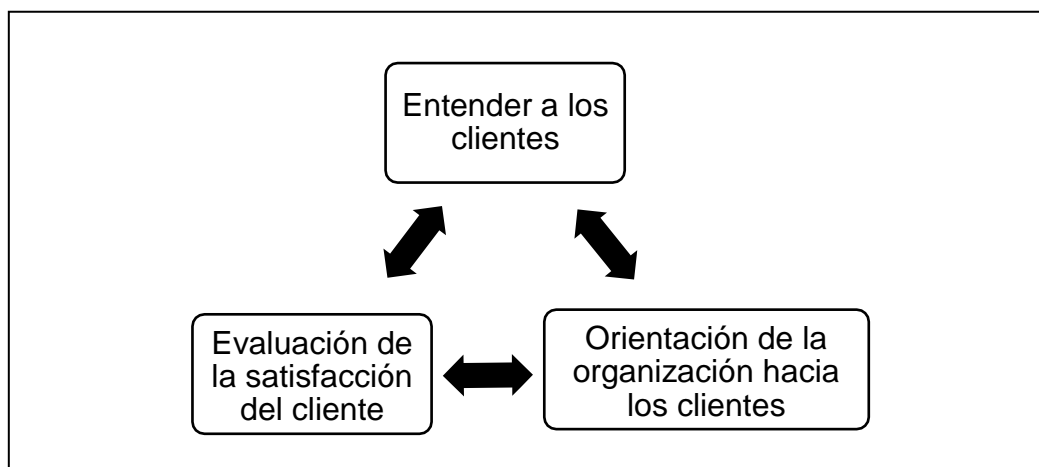 Entender a los
clientes
Evaluación de
la satisfacción
del cliente
Orientación de la
organización hacia
los clientes